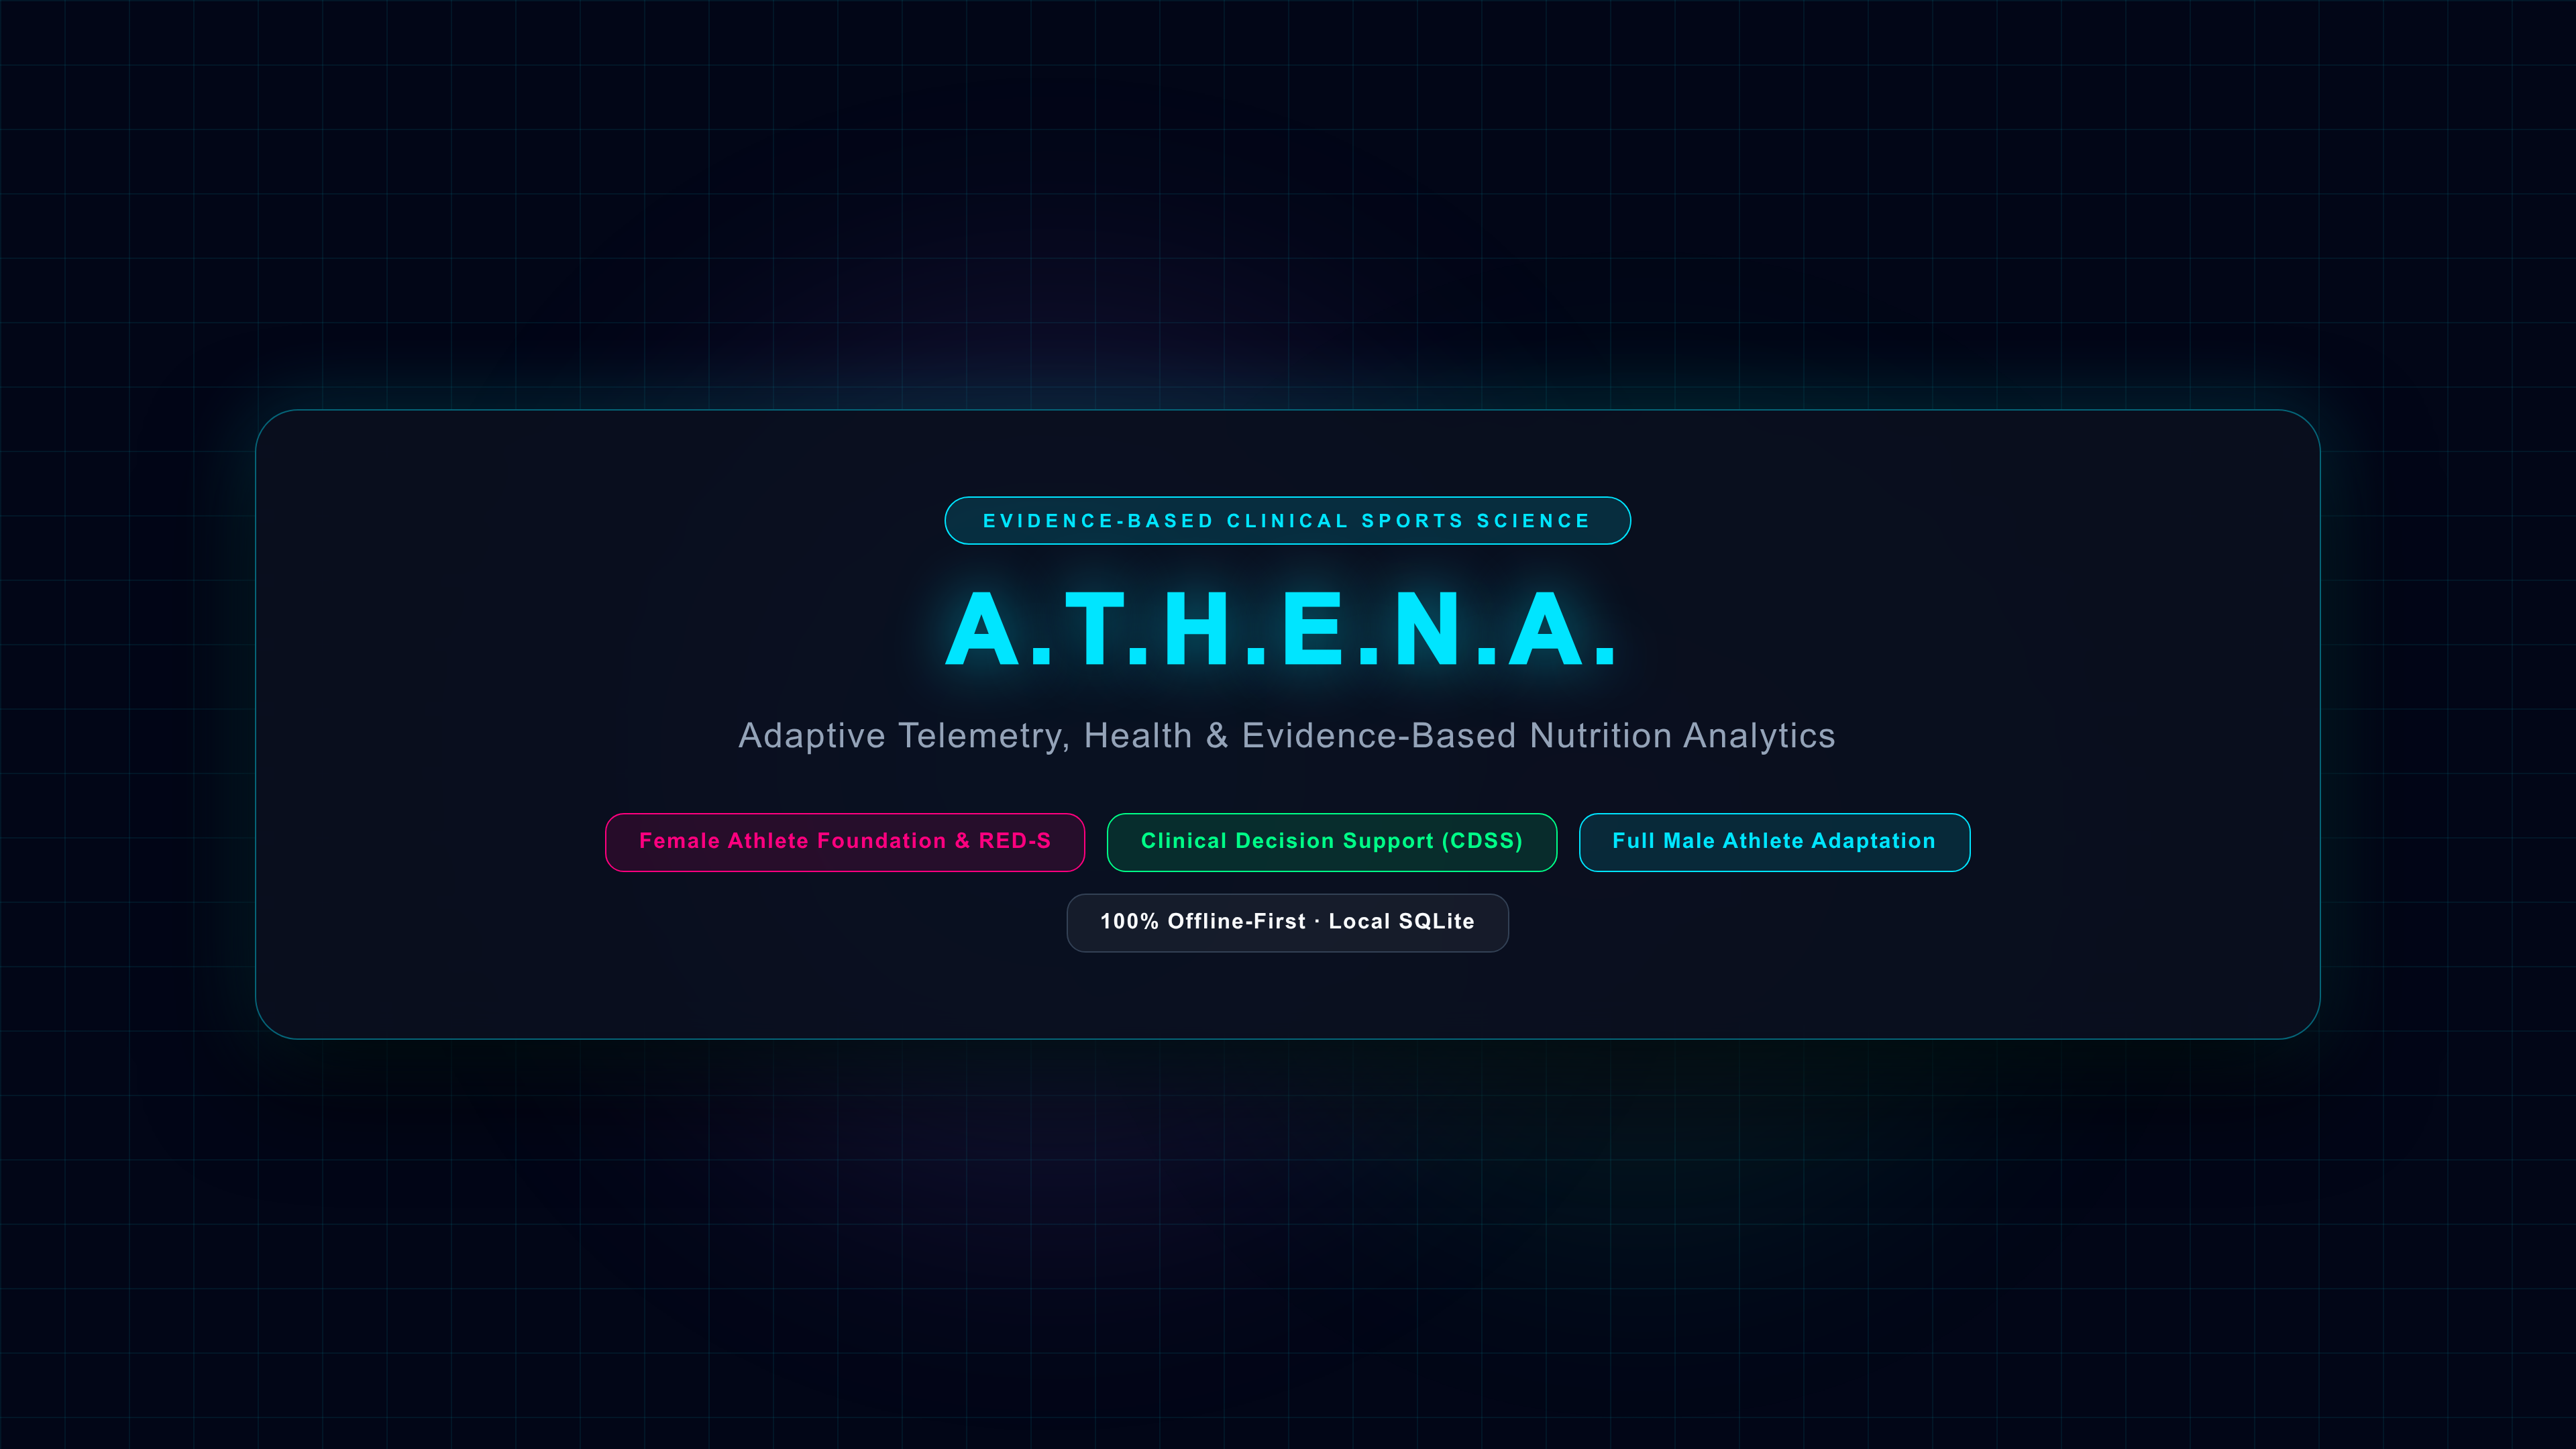 EVIDENCE-BASED CLINICAL SPORTS SCIENCE
A.T.H.E.N.A.
Adaptive Telemetry, Health & Evidence-Based Nutrition Analytics
Female Athlete Foundation & RED-S
Clinical Decision Support (CDSS)
Full Male Athlete Adaptation
100% Offline-First · Local SQLite